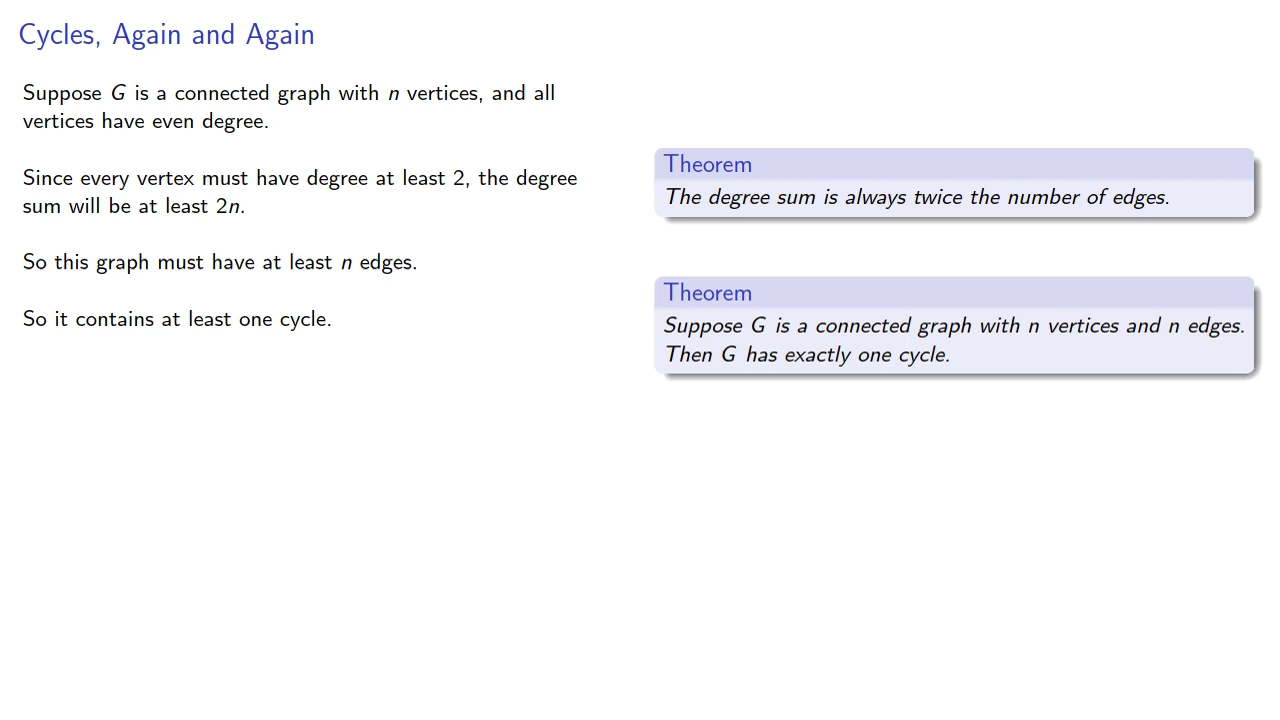 Cycles, Again and Again
Suppose G is a connected graph with n vertices, and all
vertices have even degree.
Since every vertex must have degree at least 2, the degree
sum will be at least 2n.
So this graph must have at least n edges.
So it contains at least one cycle.
Theorem
The degree sum is always twice the number of edges.
Theorem
Suppose G is a connected graph with n vertices and n edges.
Then G has exactly one cycle.